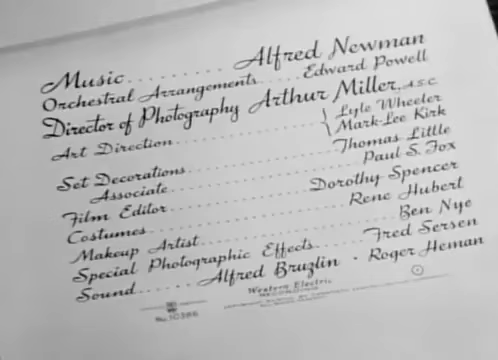 Music........ Alfred Newman
Orchestral Arrangements..... Edward Powell
Director of Photography Arthur Miller, A.S.C.
Art Direction.............. } Lyle Wheeler
{ Mark-Lee Kirk
Set Decorations............. Thomas Little
Associate.................. Paul S. Fox
Film Editor.............. Dorothy Spencer
Costumes.................. Rene Hubert
Makeup Artist................ Ben Nye
Special Photographic Effects..... Fred Sersen
Sound...... Alfred Bruzlin · Roger Heman
Western Electric
RECORDING
No. 10386